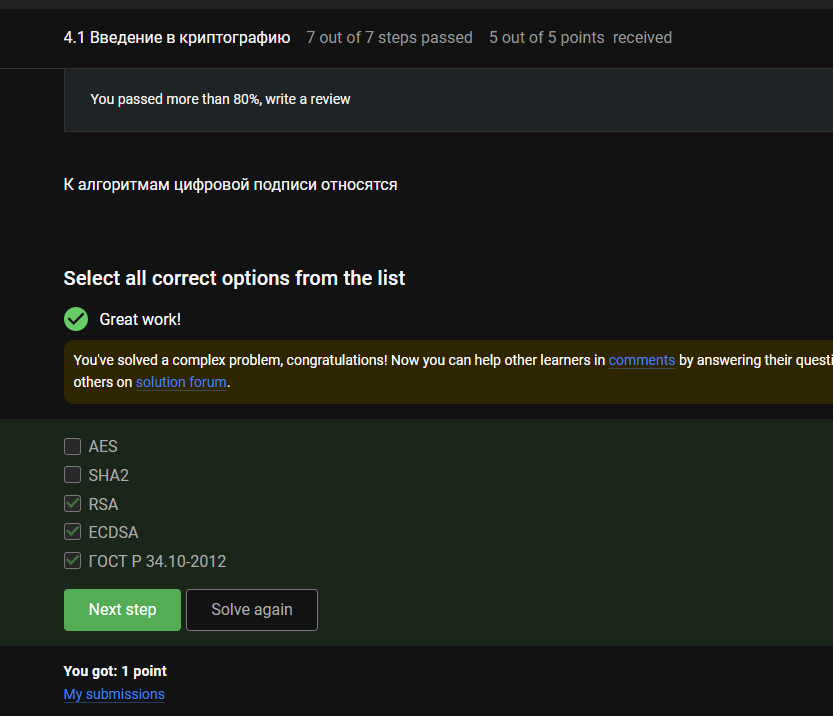 4.1 Введение в криптографию 7 out of 7 steps passed 5 out of 5 points received
You passed more than 80%, write a review
К алгоритмам цифровой подписи относятся
Select all correct options from the list
Great work!
You've solved a complex problem, congratulations! Now you can help other learners in comments by answering their questi
others on solution forum.
AES
SHA2
RSA
ECDSA
ГОСТ Р 34.10-2012
Next step Solve again
You got: 1 point
My submissions